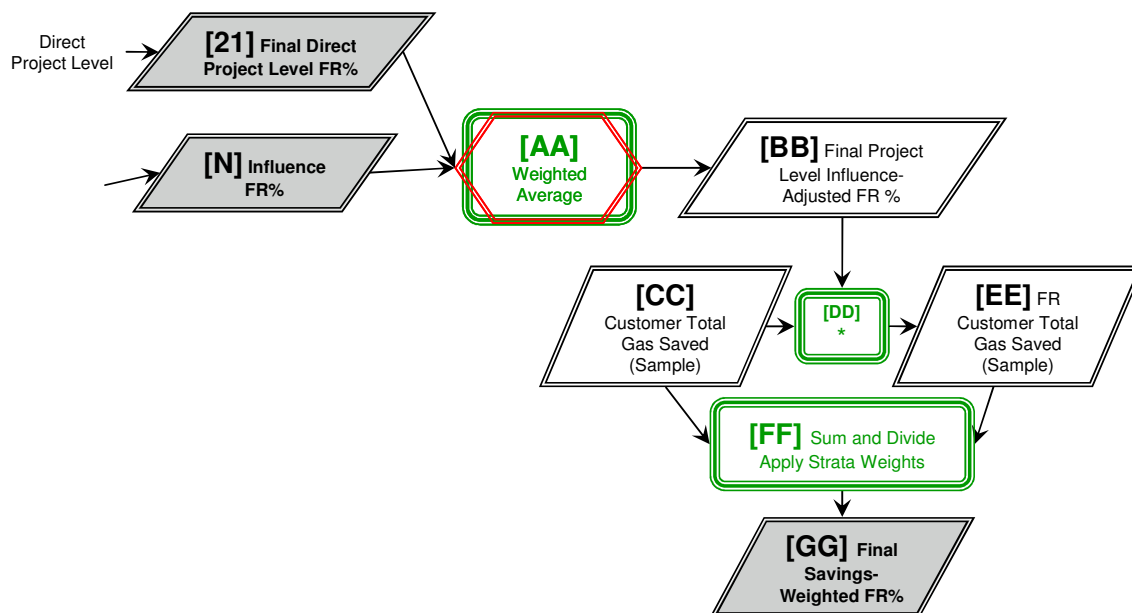 Direct
Project Level
[21] Final Direct
Project Level FR%
[N] Influence
FR%
[AA]
Weighted
Average
[BB] Final Project
Level Influence-
Adjusted FR %
[CC]
Customer Total
Gas Saved
(Sample)
[DD]
*
[EE] FR
Customer Total
Gas Saved
(Sample)
[FF] Sum and Divide
Apply Strata Weights
[GG] Final
Savings-
Weighted FR%